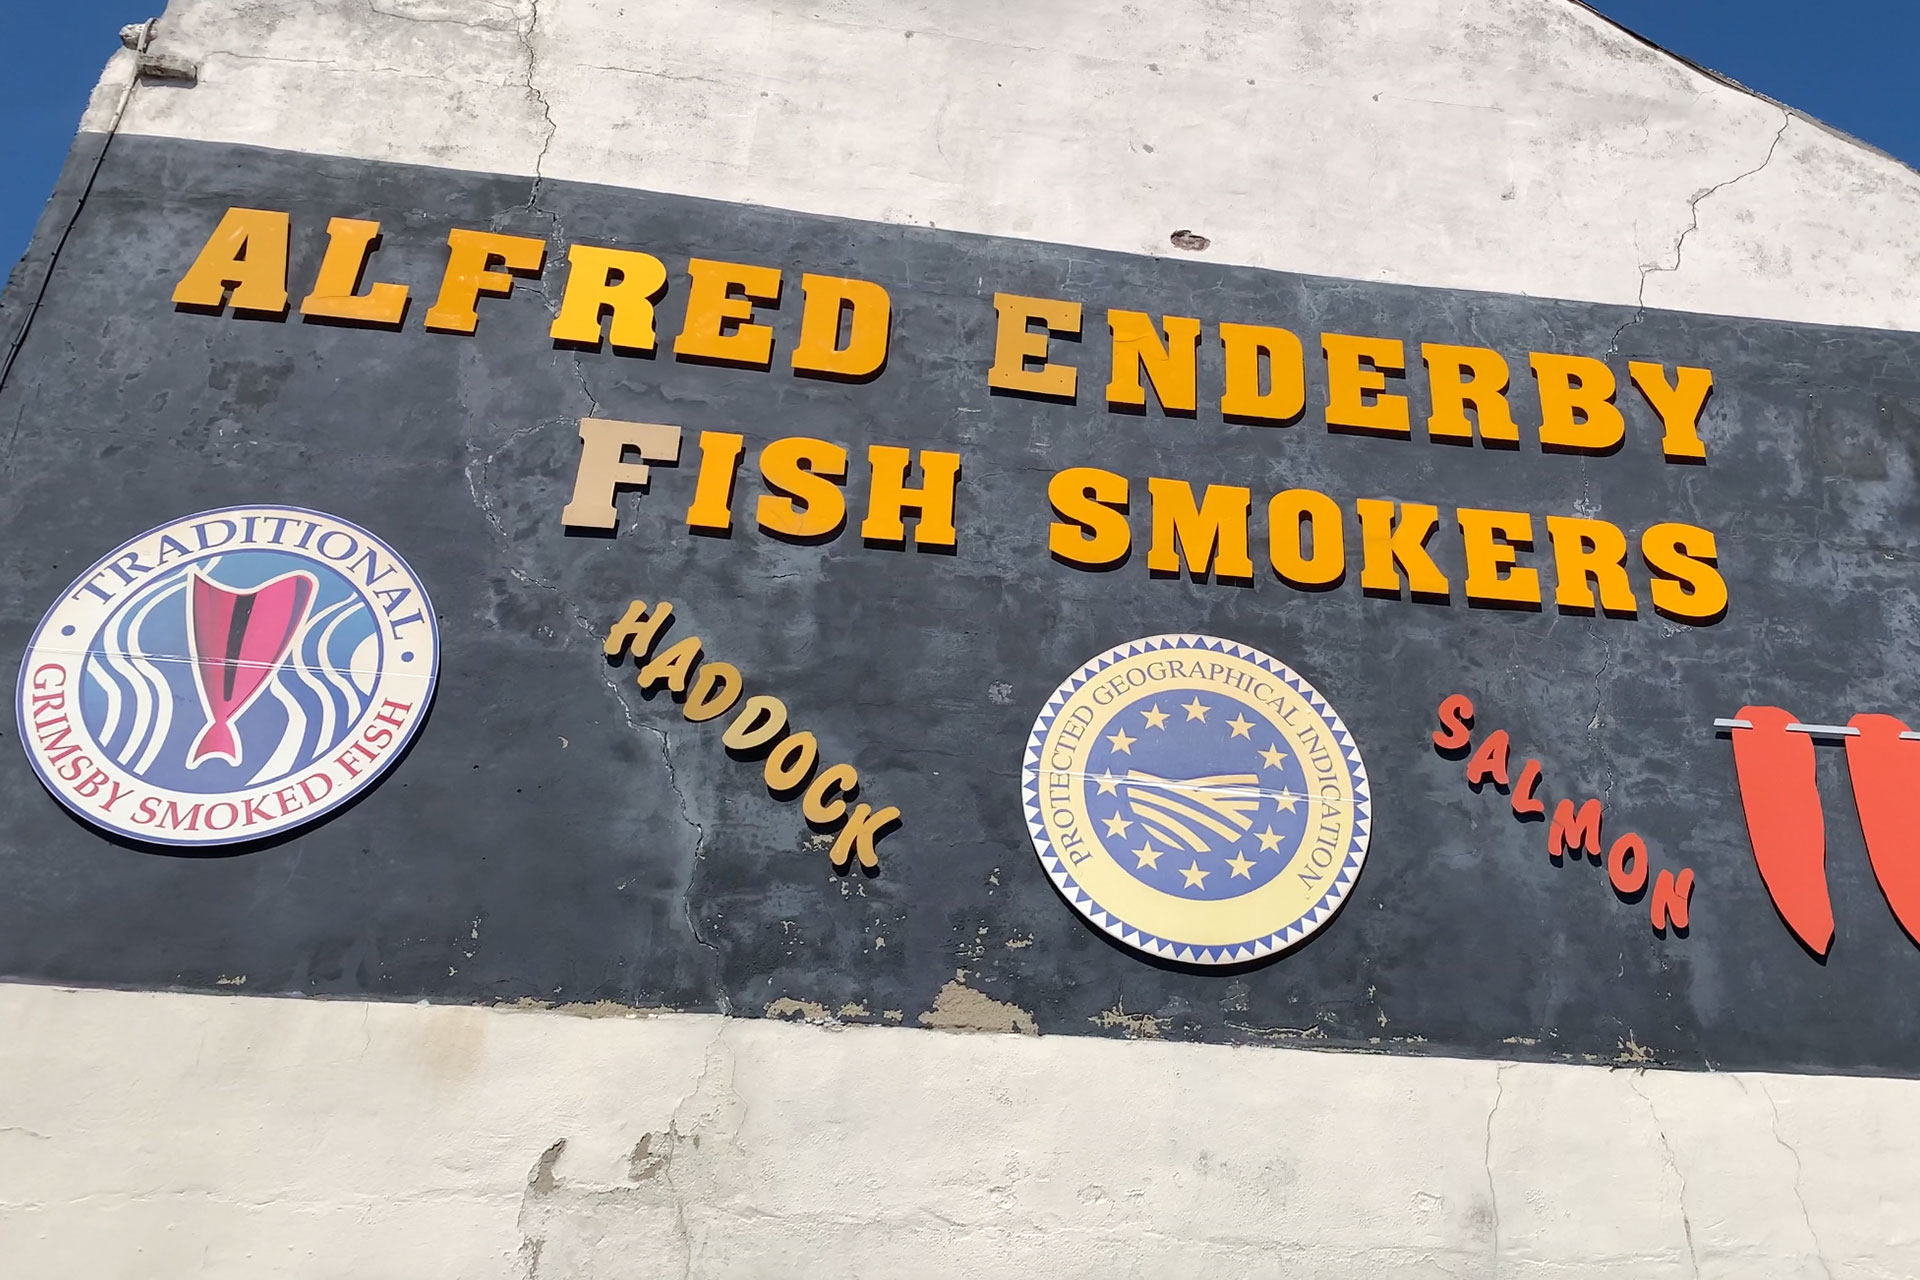 ALFRED ENDERBY
FISH SMOKERS
TRADITIONAL
GRIMSBY SMOKED FISH
HADDOCK
PROTECTED GEOGRAPHICAL INDICATION
SALMON